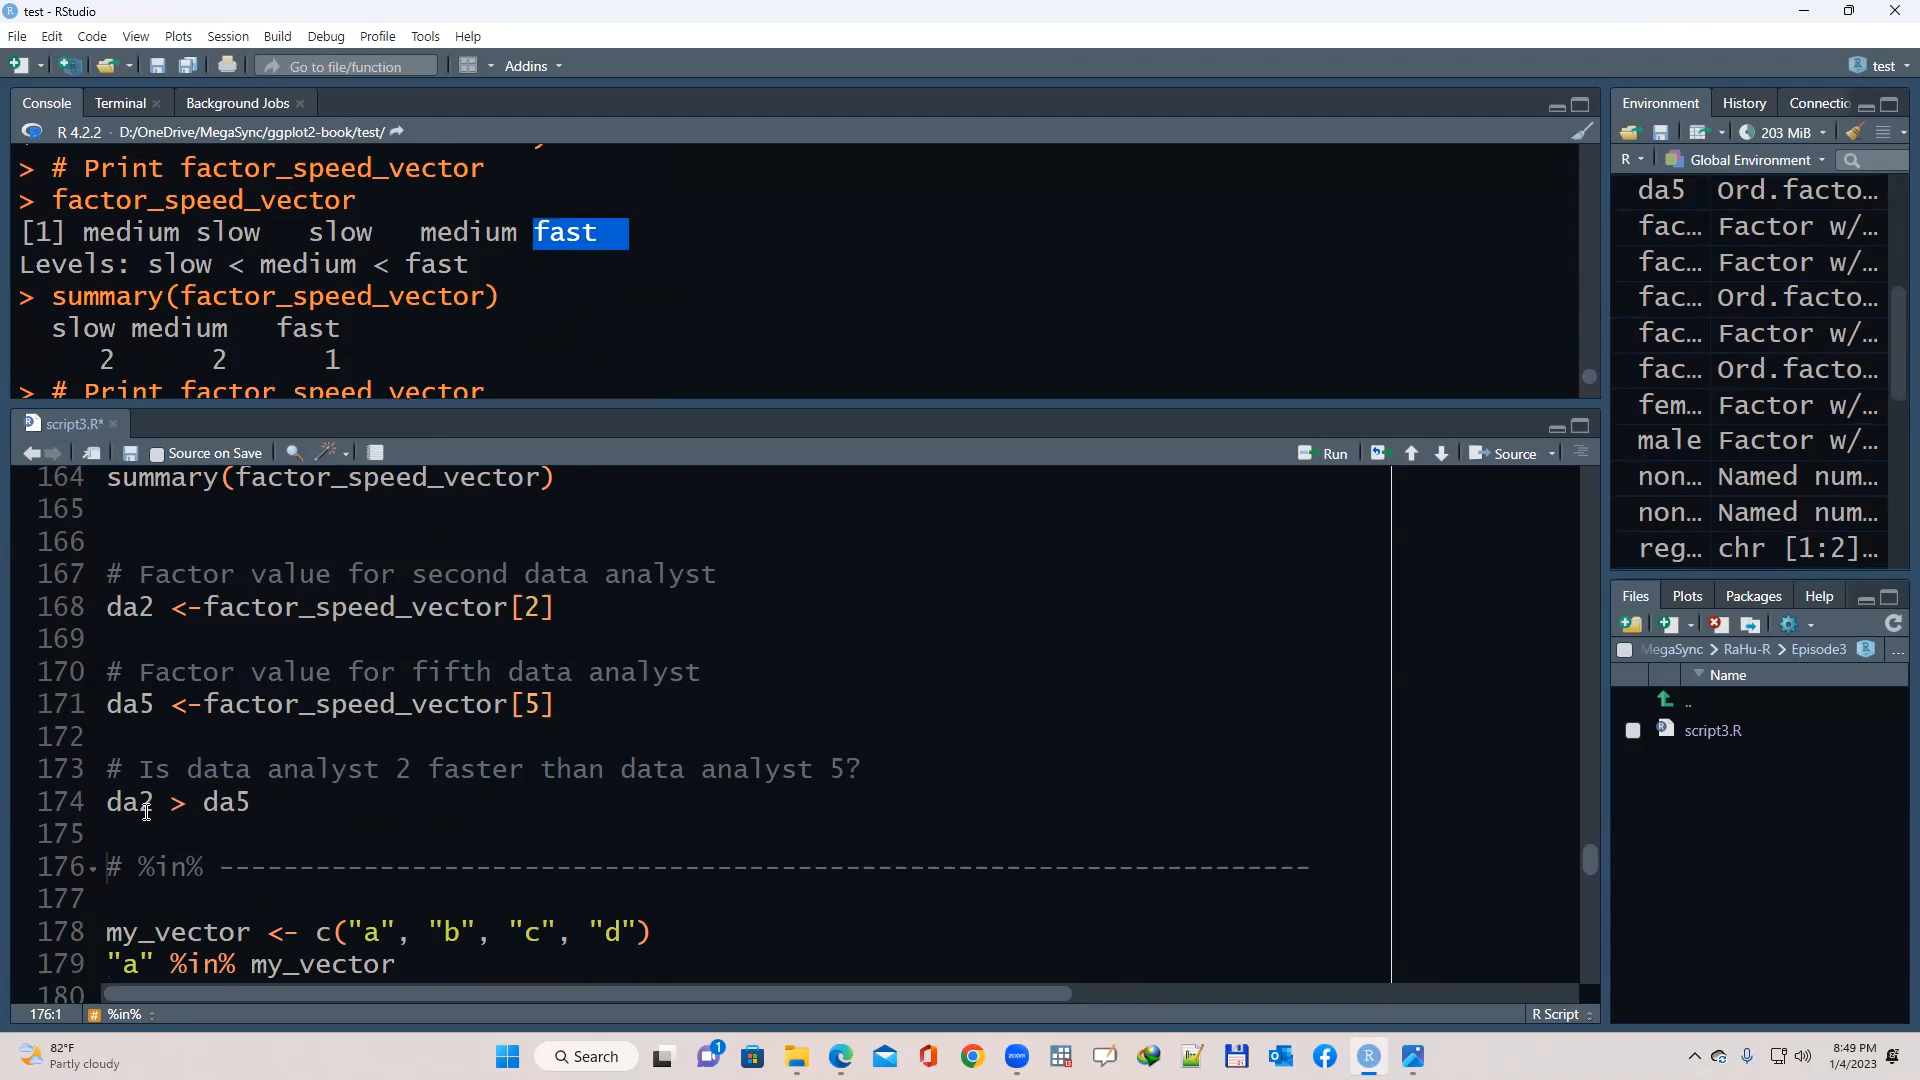 test - RStudio
File Edit Code View Plots Session Build Debug Profile Tools Help
Go to file/function Addins test
Console Terminal Background Jobs
R 4.2.2 · D:/OneDrive/MegaSync/ggplot2-book/test/
> # Print factor_speed_vector
> factor_speed_vector
[1] medium slow   slow   medium fast
Levels: slow < medium < fast
> summary(factor_speed_vector)
  slow medium   fast
     2      2      1
> # Print factor speed vector
script3.R*
Source on Save Run Source
164 summary(factor_speed_vector)
165
166
167 # Factor value for second data analyst
168 da2 <-factor_speed_vector[2]
169
170 # Factor value for fifth data analyst
171 da5 <-factor_speed_vector[5]
172
173 # Is data analyst 2 faster than data analyst 5?
174 da2 > da5
175
176 # %in% --------------------------------------------------------------------
177
178 my_vector <- c("a", "b", "c", "d")
179 "a" %in% my_vector
180
176:1 # %in% R Script
Environment History Connectio
203 MiB
R Global Environment
da5 Ord.facto…
fac… Factor w/…
fac… Factor w/…
fac… Ord.facto…
fac… Factor w/…
fac… Ord.facto…
fem… Factor w/…
male Factor w/…
non… Named num…
non… Named num…
reg… chr [1:2]…
Files Plots Packages Help
MegaSync > RaHu-R > Episode3 ...
Name
..
script3.R
82°F
Partly cloudy
Search
1
zoom
8:49 PM
1/4/2023